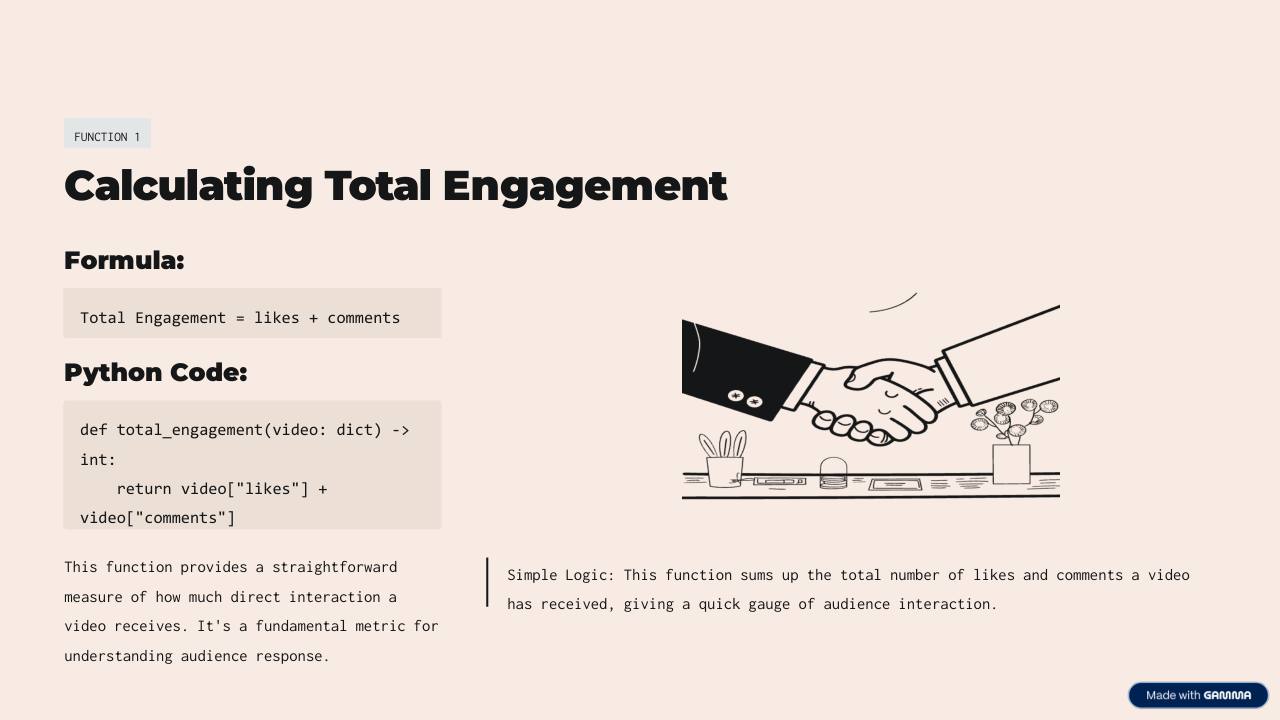 FUNCTION 1
Calculating Total Engagement
Formula:
Total Engagement = likes + comments
Python Code:
def total_engagement(video: dict) ->
int:
    return video["likes"] +
video["comments"]
This function provides a straightforward
measure of how much direct interaction a
video receives. It's a fundamental metric for
understanding audience response.
Simple Logic: This function sums up the total number of likes and comments a video
has received, giving a quick gauge of audience interaction.
Made with GAMMA